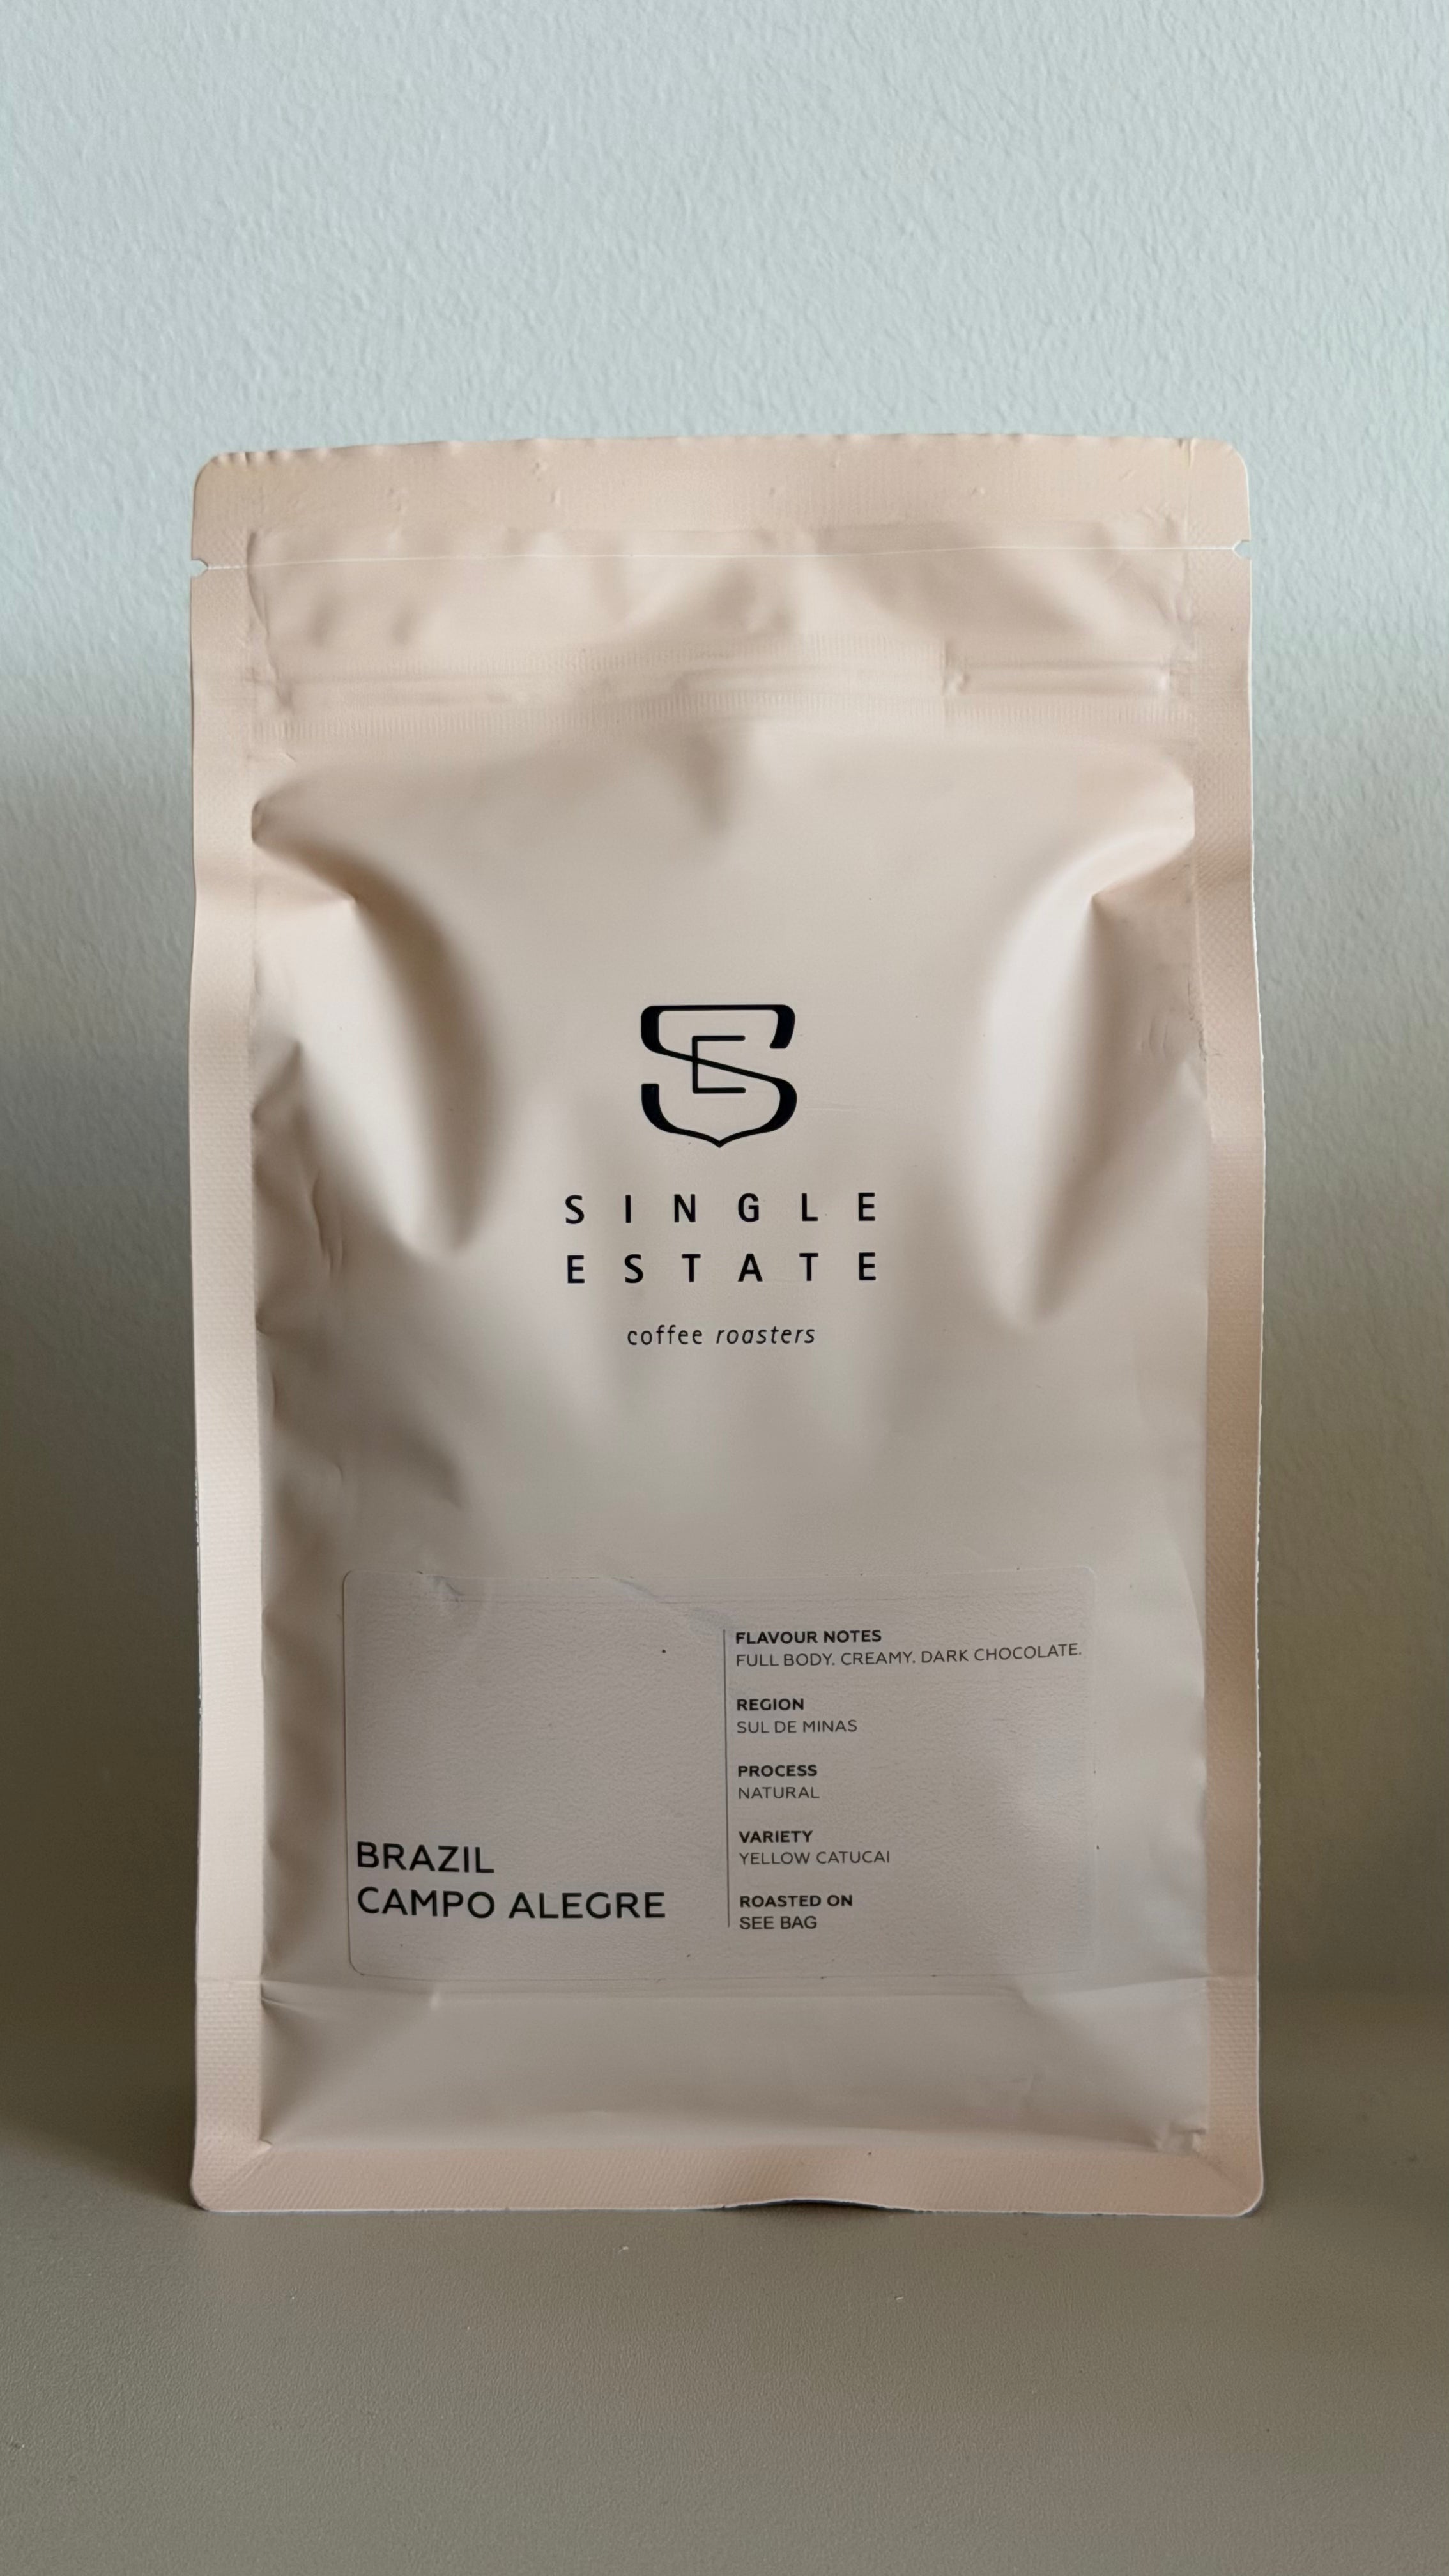 SE
SINGLE
ESTATE
coffee roasters
BRAZIL
CAMPO ALEGRE
FLAVOUR NOTES
FULL BODY. CREAMY. DARK CHOCOLATE.
REGION
SUL DE MINAS
PROCESS
NATURAL
VARIETY
YELLOW CATUCAI
ROASTED ON
SEE BAG